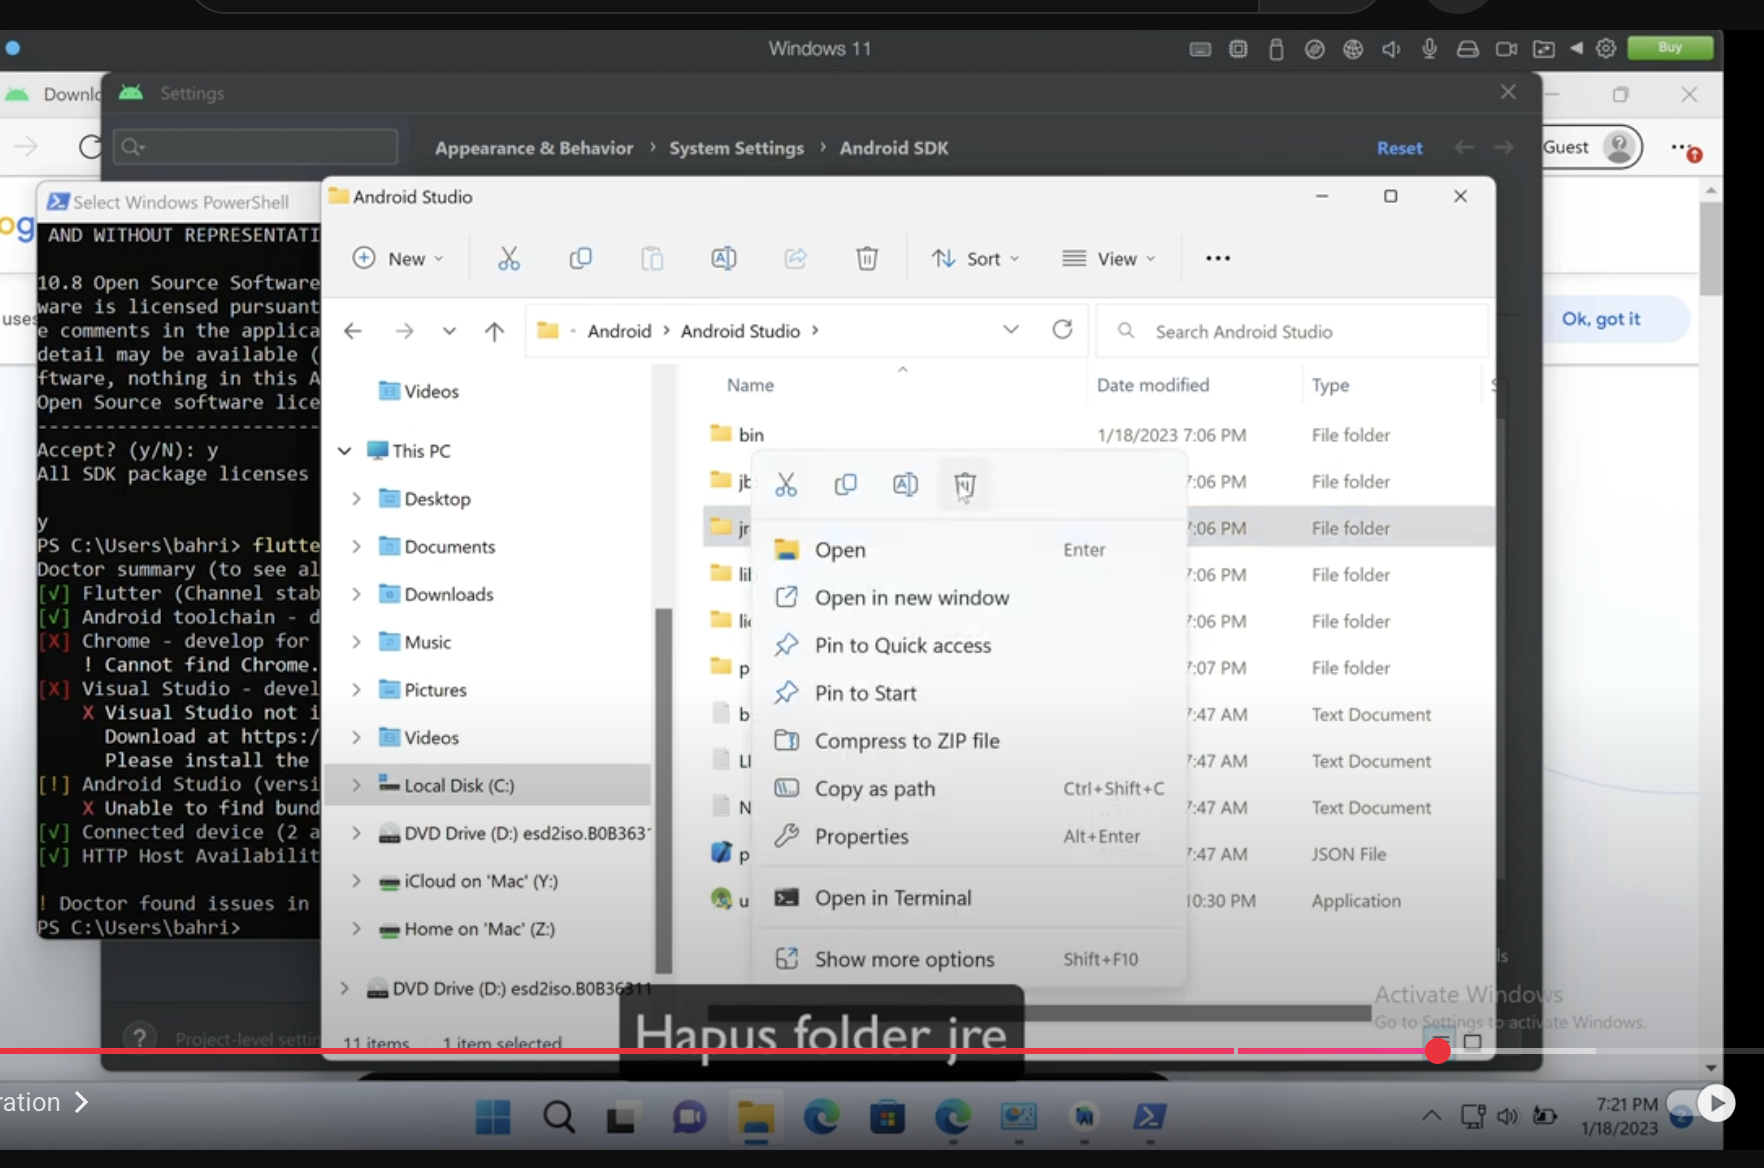 Windows 11
Buy
Settings
Appearance & Behavior > System Settings > Android SDK
Reset
Guest
Select Windows PowerShell
Android Studio
AND WITHOUT REPRESENTATI
10.8 Open Source Software
ware is licensed pursuant
e comments in the applica
detail may be available (
ftware, nothing in this A
Open Source software lice
Accept? (y/N): y
All SDK package licenses
y
PS C:\Users\bahri> flutte
Doctor summary (to see al
[√] Flutter (Channel stab
[√] Android toolchain - d
[X] Chrome - develop for
! Cannot find Chrome.
[X] Visual Studio - devel
X Visual Studio not i
Download at https:/
Please install the
[!] Android Studio (versi
X Unable to find bund
[√] Connected device (2 a
[√] HTTP Host Availabilit
! Doctor found issues in
PS C:\Users\bahri>
New
Sort
View
Android > Android Studio >
Search Android Studio
Ok, got it
Videos
This PC
Desktop
Documents
Downloads
Music
Pictures
Videos
Local Disk (C:)
DVD Drive (D:) esd2iso.B0B363
iCloud on 'Mac' (Y:)
Home on 'Mac' (Z:)
DVD Drive (D:) esd2iso.B0B36311
11 items 1 item selected
Name Date modified Type
bin 1/18/2023 7:06 PM File folder
7:06 PM File folder
7:06 PM File folder
7:06 PM File folder
7:06 PM File folder
7:07 PM File folder
7:47 AM Text Document
7:47 AM Text Document
7:47 AM Text Document
7:47 AM JSON File
10:30 PM Application
Open Enter
Open in new window
Pin to Quick access
Pin to Start
Compress to ZIP file
Copy as path Ctrl+Shift+C
Properties Alt+Enter
Open in Terminal
Show more options Shift+F10
Activate Windows
Go to Settings to activate Windows.
Project-level settin
Hapus folder jre
ration
7:21 PM
1/18/2023